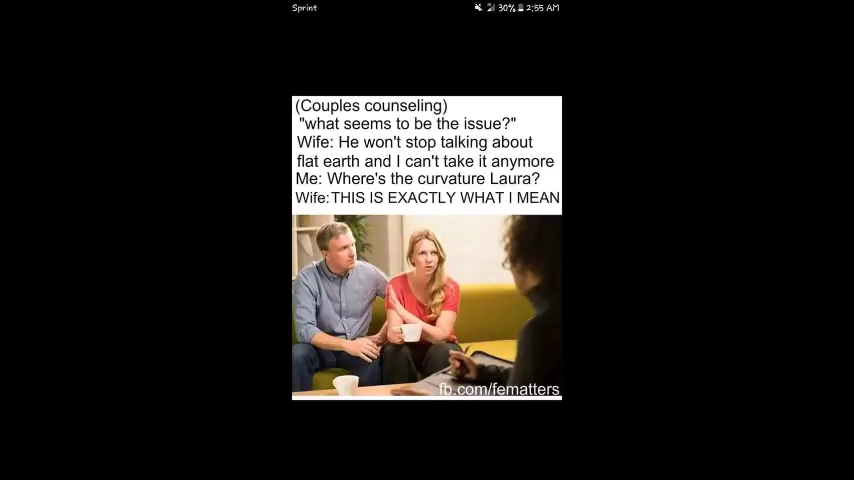 Sprint 30% 2:55 AM
(Couples counseling)
"what seems to be the issue?"
Wife: He won't stop talking about
flat earth and I can't take it anymore
Me: Where's the curvature Laura?
Wife: THIS IS EXACTLY WHAT I MEAN
fb.com/fematters